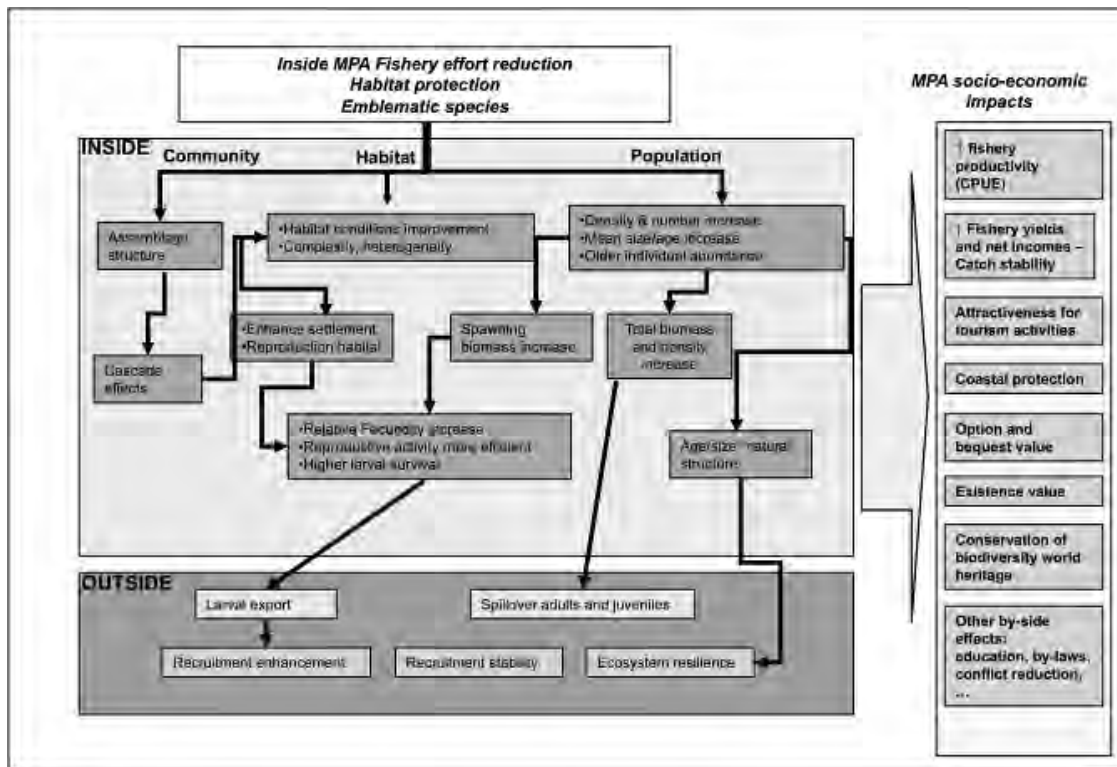 Inside MPA Fishery effort reduction
Habitat protection
Emblematic species
MPA socio-economic
impacts
INSIDE
Community
Habitat
Population
Assemblage
structure
•Habitat conditions improvement
•Complexity, heterogeneity
•Density & number increase
•Mean size/age increase
•Older individual abundance
•Enhance settlement
•Reproduction habitat
Spawning
biomass increase
Total biomass
and density
increase
Cascade
effects
•Relative Fecundity increase
•Reproductive activity more efficient
•Higher larval survival
Age/size natural
structure
OUTSIDE
Larval export
Spillover adults and juveniles
Recruitment enhancement
Recruitment stability
Ecosystem resilience
↑ fishery
productivity
(CPUE)
↑ Fishery yields
and net incomes –
Catch stability
Attractiveness for
tourism activities
Coastal protection
Option and
bequest value
Existence value
Conservation of
biodiversity world
heritage
Other by-side
effects:
education, by-laws,
conflict reduction,
...